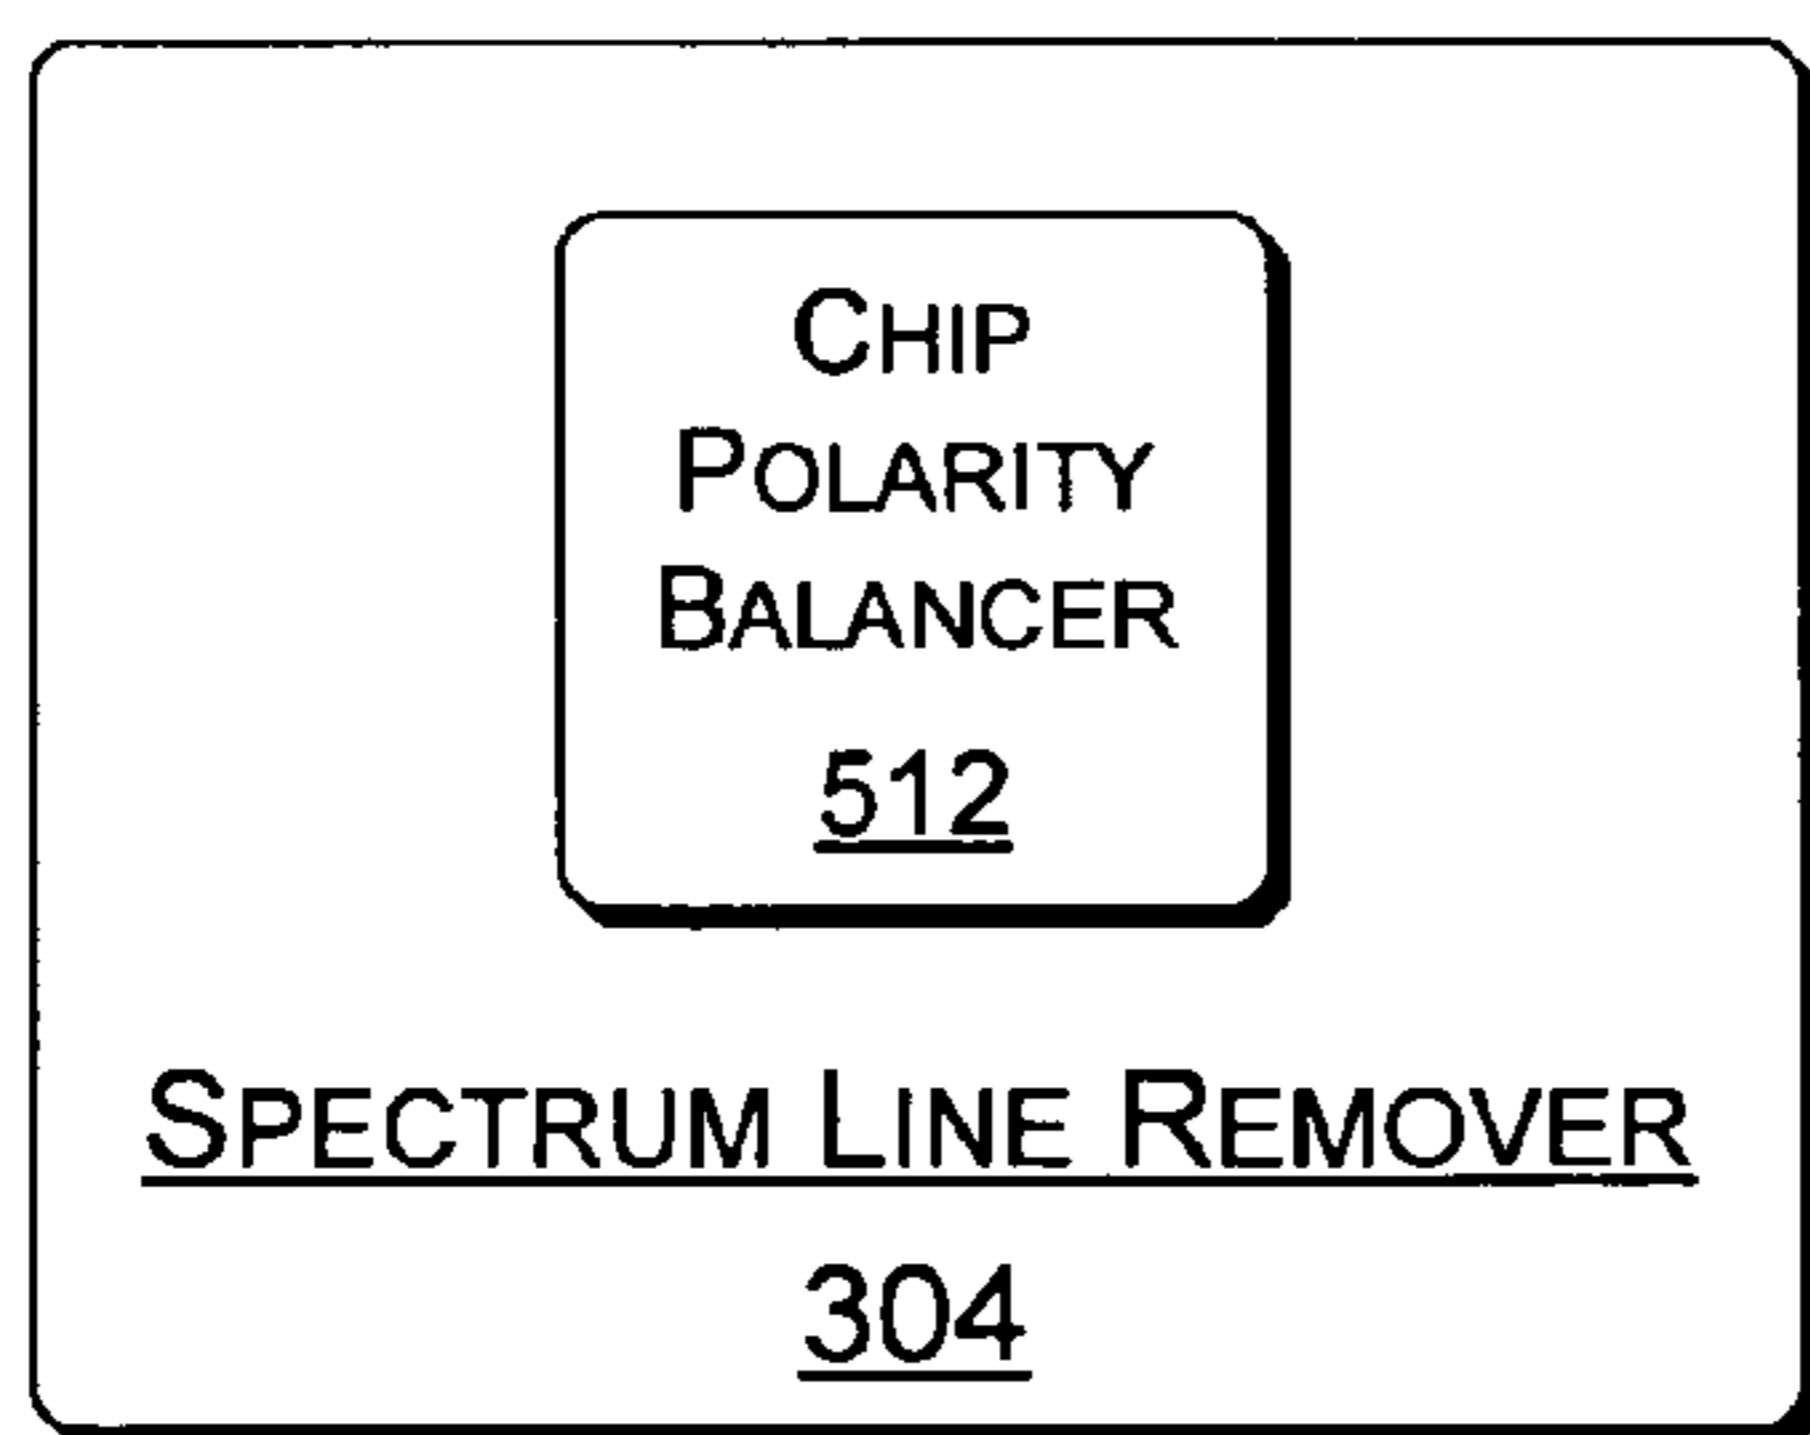 CHIP
POLARITY
BALANCER
512
SPECTRUM LINE REMOVER
304